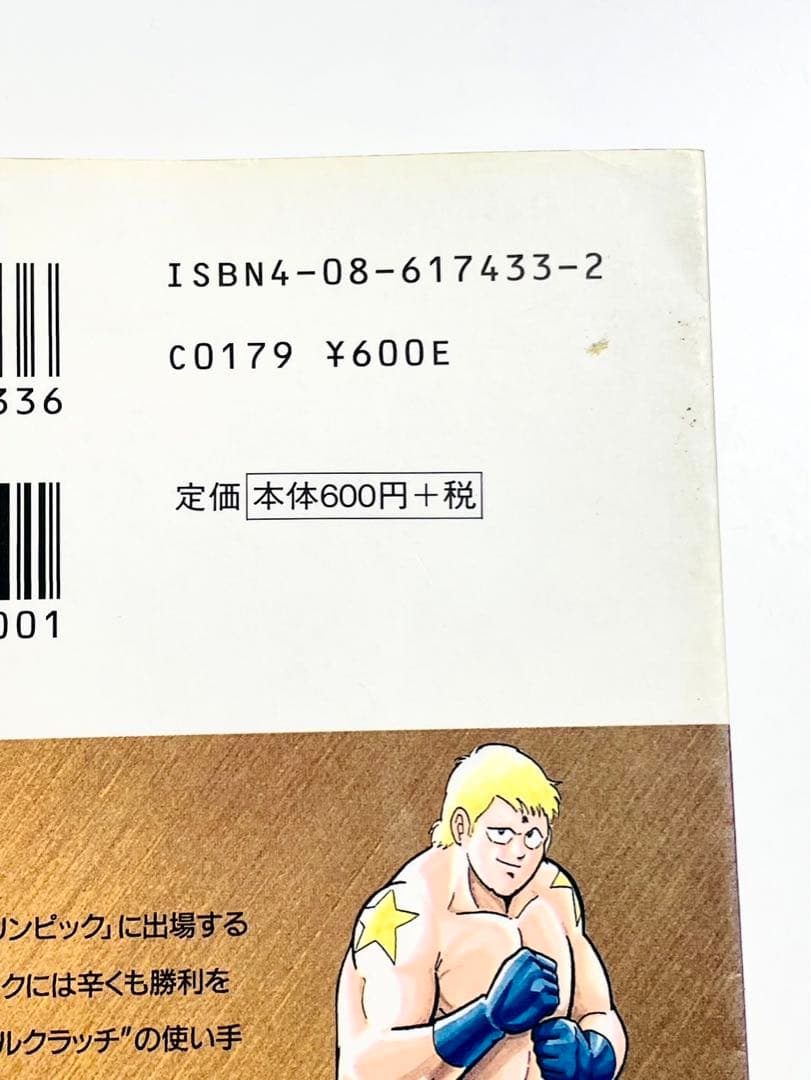 ISBN4-08-617433-2
C0179 ¥600E
336
定価 本体600円+税
001
リンピック」に出場する
クには辛くも勝利を
ルクラッチ”の使い手